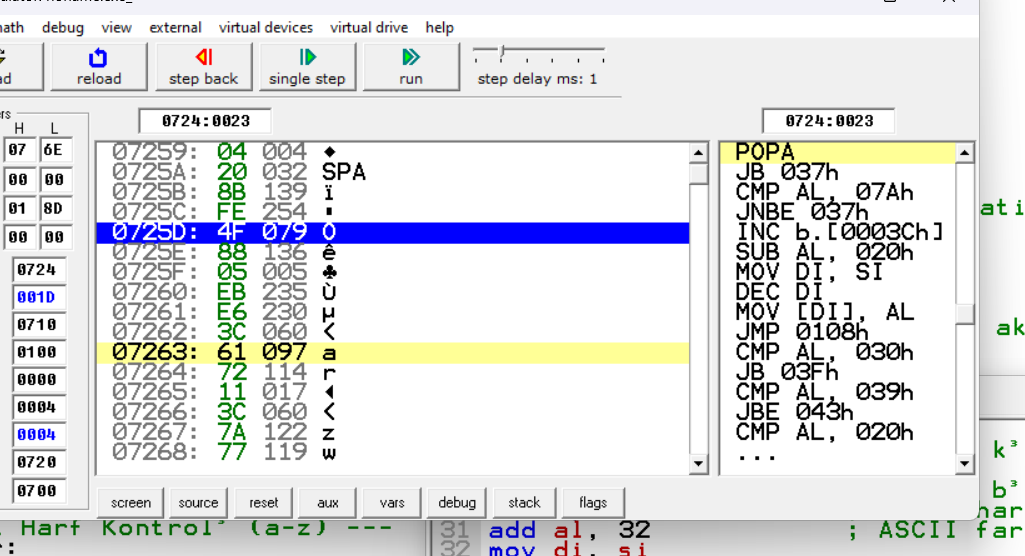 math debug view external virtual devices virtual drive help
reload step back single step run step delay ms: 1
H L
07 6E
00 00
01 8D
00 00
0724
001D
0710
0100
0000
0004
0004
0720
0700
0724:0023
07259: 04 004 ♦
0725A: 20 032 SPA
0725B: 8B 139 ï
0725C: FE 254 ▪
0725D: 4F 079 O
0725E: 88 136 ê
0725F: 05 005 ♣
07260: EB 235 Ù
07261: E6 230 µ
07262: 3C 060 <
07263: 61 097 a
07264: 72 114 r
07265: 11 017 ◄
07266: 3C 060 <
07267: 7A 122 z
07268: 77 119 w
0724:0023
POPA
JB 037h
CMP AL, 07Ah
JNBE 037h
INC b.[0003Ch]
SUB AL, 020h
MOV DI, SI
DEC DI
MOV [DI], AL
JMP 0108h
CMP AL, 030h
JB 03Fh
CMP AL, 039h
JBE 043h
CMP AL, 020h
...
screen source reset aux vars debug stack flags
Harf Kontrol³ (a-z) ---
31 add al, 32 ; ASCII far
32 mov di, si
ati
ak
k³
b³
har